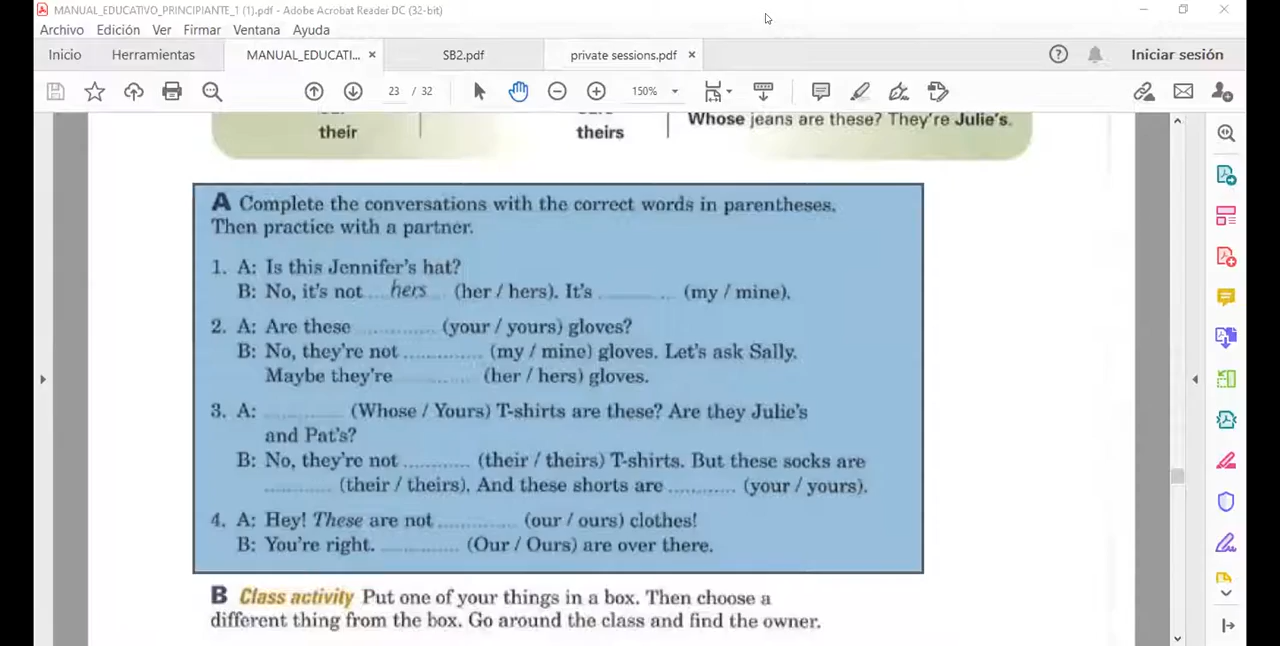 MANUAL_EDUCATIVO_PRINCIPIANTE_1 (1).pdf - Adobe Acrobat Reader DC (32-bit)
Archivo Edición Ver Firmar Ventana Ayuda
Inicio Herramientas MANUAL_EDUCATI... × SB2.pdf private sessions.pdf × Iniciar sesión
23 / 32 150%
their theirs Whose jeans are these? They're Julie's.
A Complete the conversations with the correct words in parentheses.
Then practice with a partner.
1. A: Is this Jennifer's hat?
B: No, it's not hers (her / hers). It's ............ (my / mine).
2. A: Are these ............ (your / yours) gloves?
B: No, they're not ............ (my / mine) gloves. Let's ask Sally.
Maybe they're ............ (her / hers) gloves.
3. A: ............ (Whose / Yours) T-shirts are these? Are they Julie's
and Pat's?
B: No, they're not ............ (their / theirs) T-shirts. But these socks are
............ (their / theirs). And these shorts are ............ (your / yours).
4. A: Hey! These are not ............ (our / ours) clothes!
B: You're right. ............ (Our / Ours) are over there.
B Class activity Put one of your things in a box. Then choose a
different thing from the box. Go around the class and find the owner.